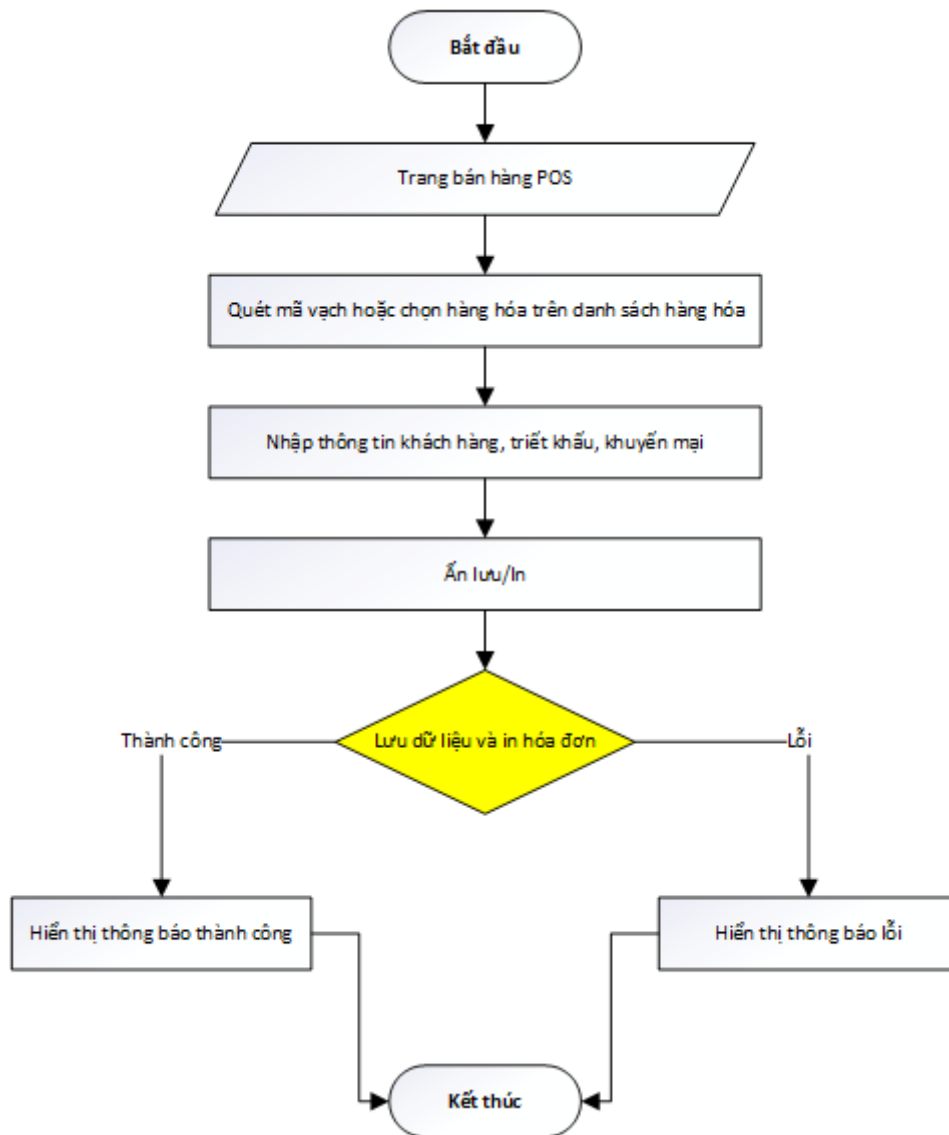 Bắt đầu
Trang bán hàng POS
Quét mã vạch hoặc chọn hàng hóa trên danh sách hàng hóa
Nhập thông tin khách hàng, triết khấu, khuyến mại
Ấn lưu/In
Lưu dữ liệu và in hóa đơn
Thành công
Lỗi
Hiển thị thông báo thành công
Hiển thị thông báo lỗi
Kết thúc